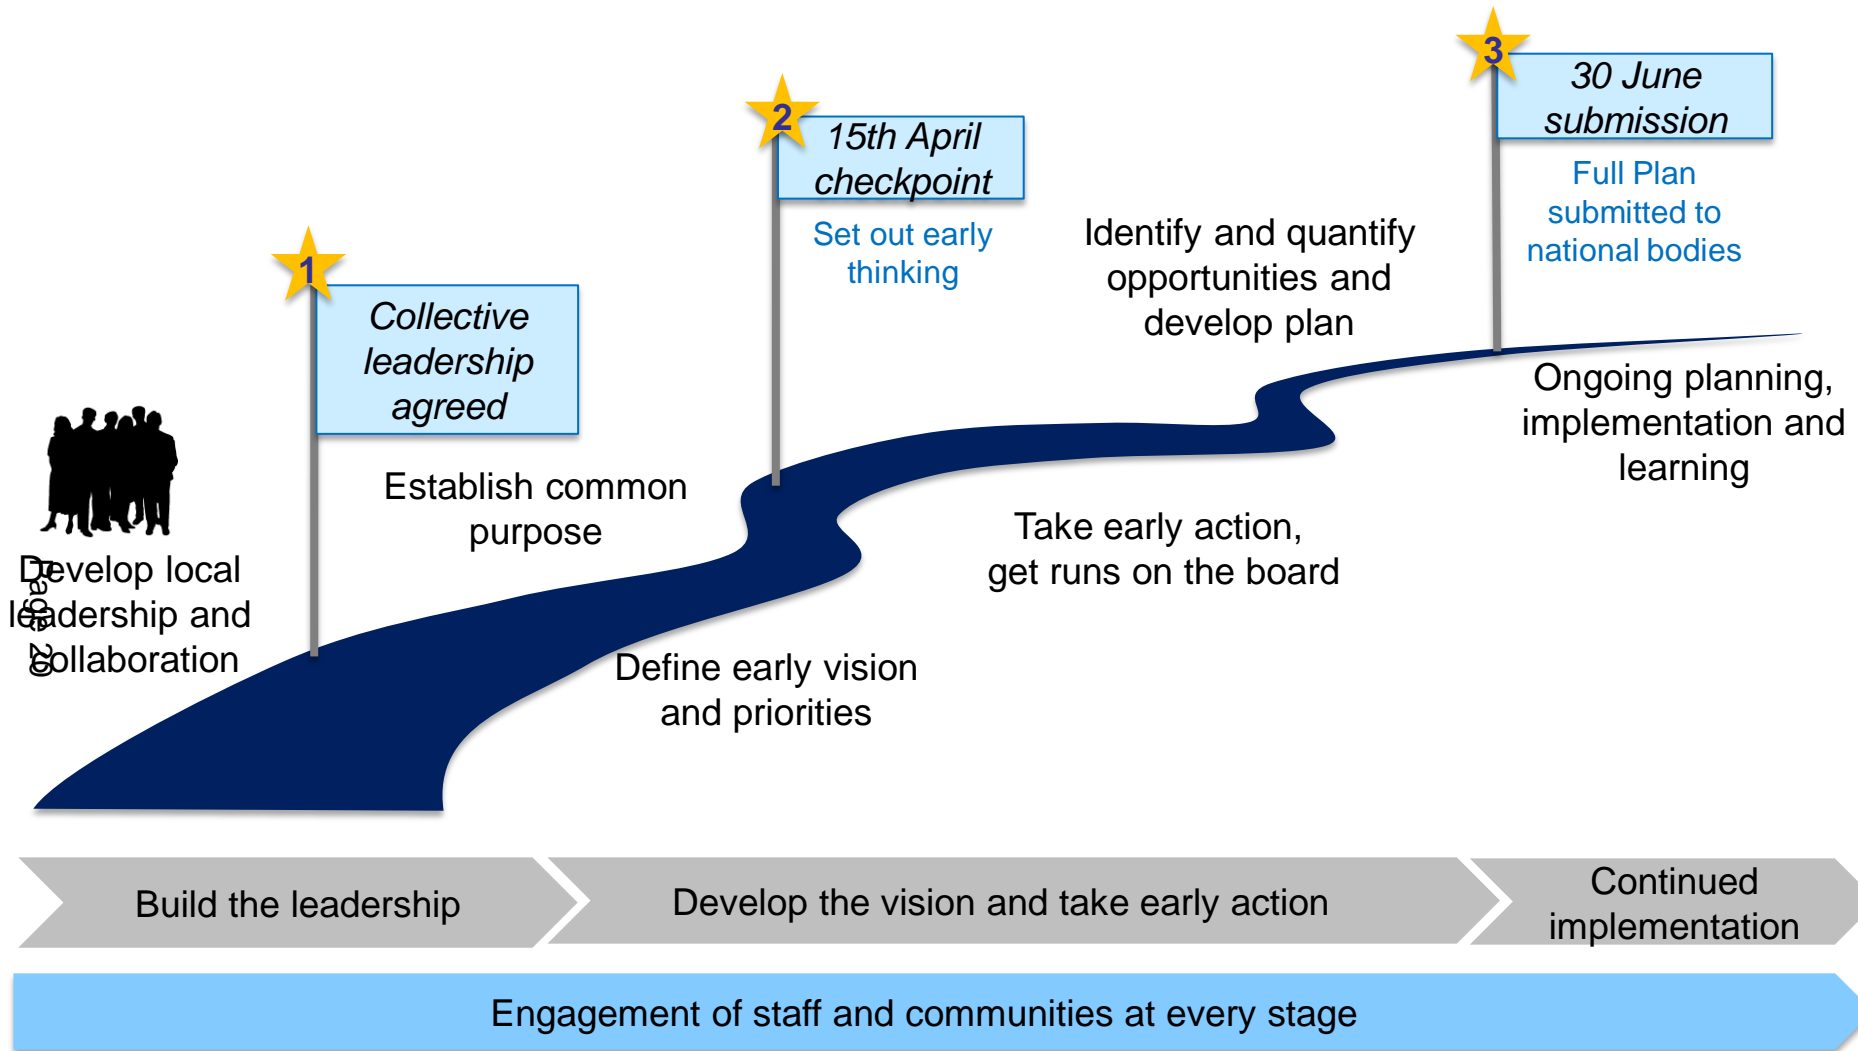 3
30 June
submission
Full Plan
submitted to
national bodies
2
15th April
checkpoint
Set out early
thinking
Identify and quantify
opportunities and
develop plan
1
Collective
leadership
agreed
Ongoing planning,
implementation and
learning
Establish common
purpose
Take early action,
get runs on the board
Develop local
leadership and
collaboration
Page 20
Define early vision
and priorities
Build the leadership
Develop the vision and take early action
Continued
implementation
Engagement of staff and communities at every stage